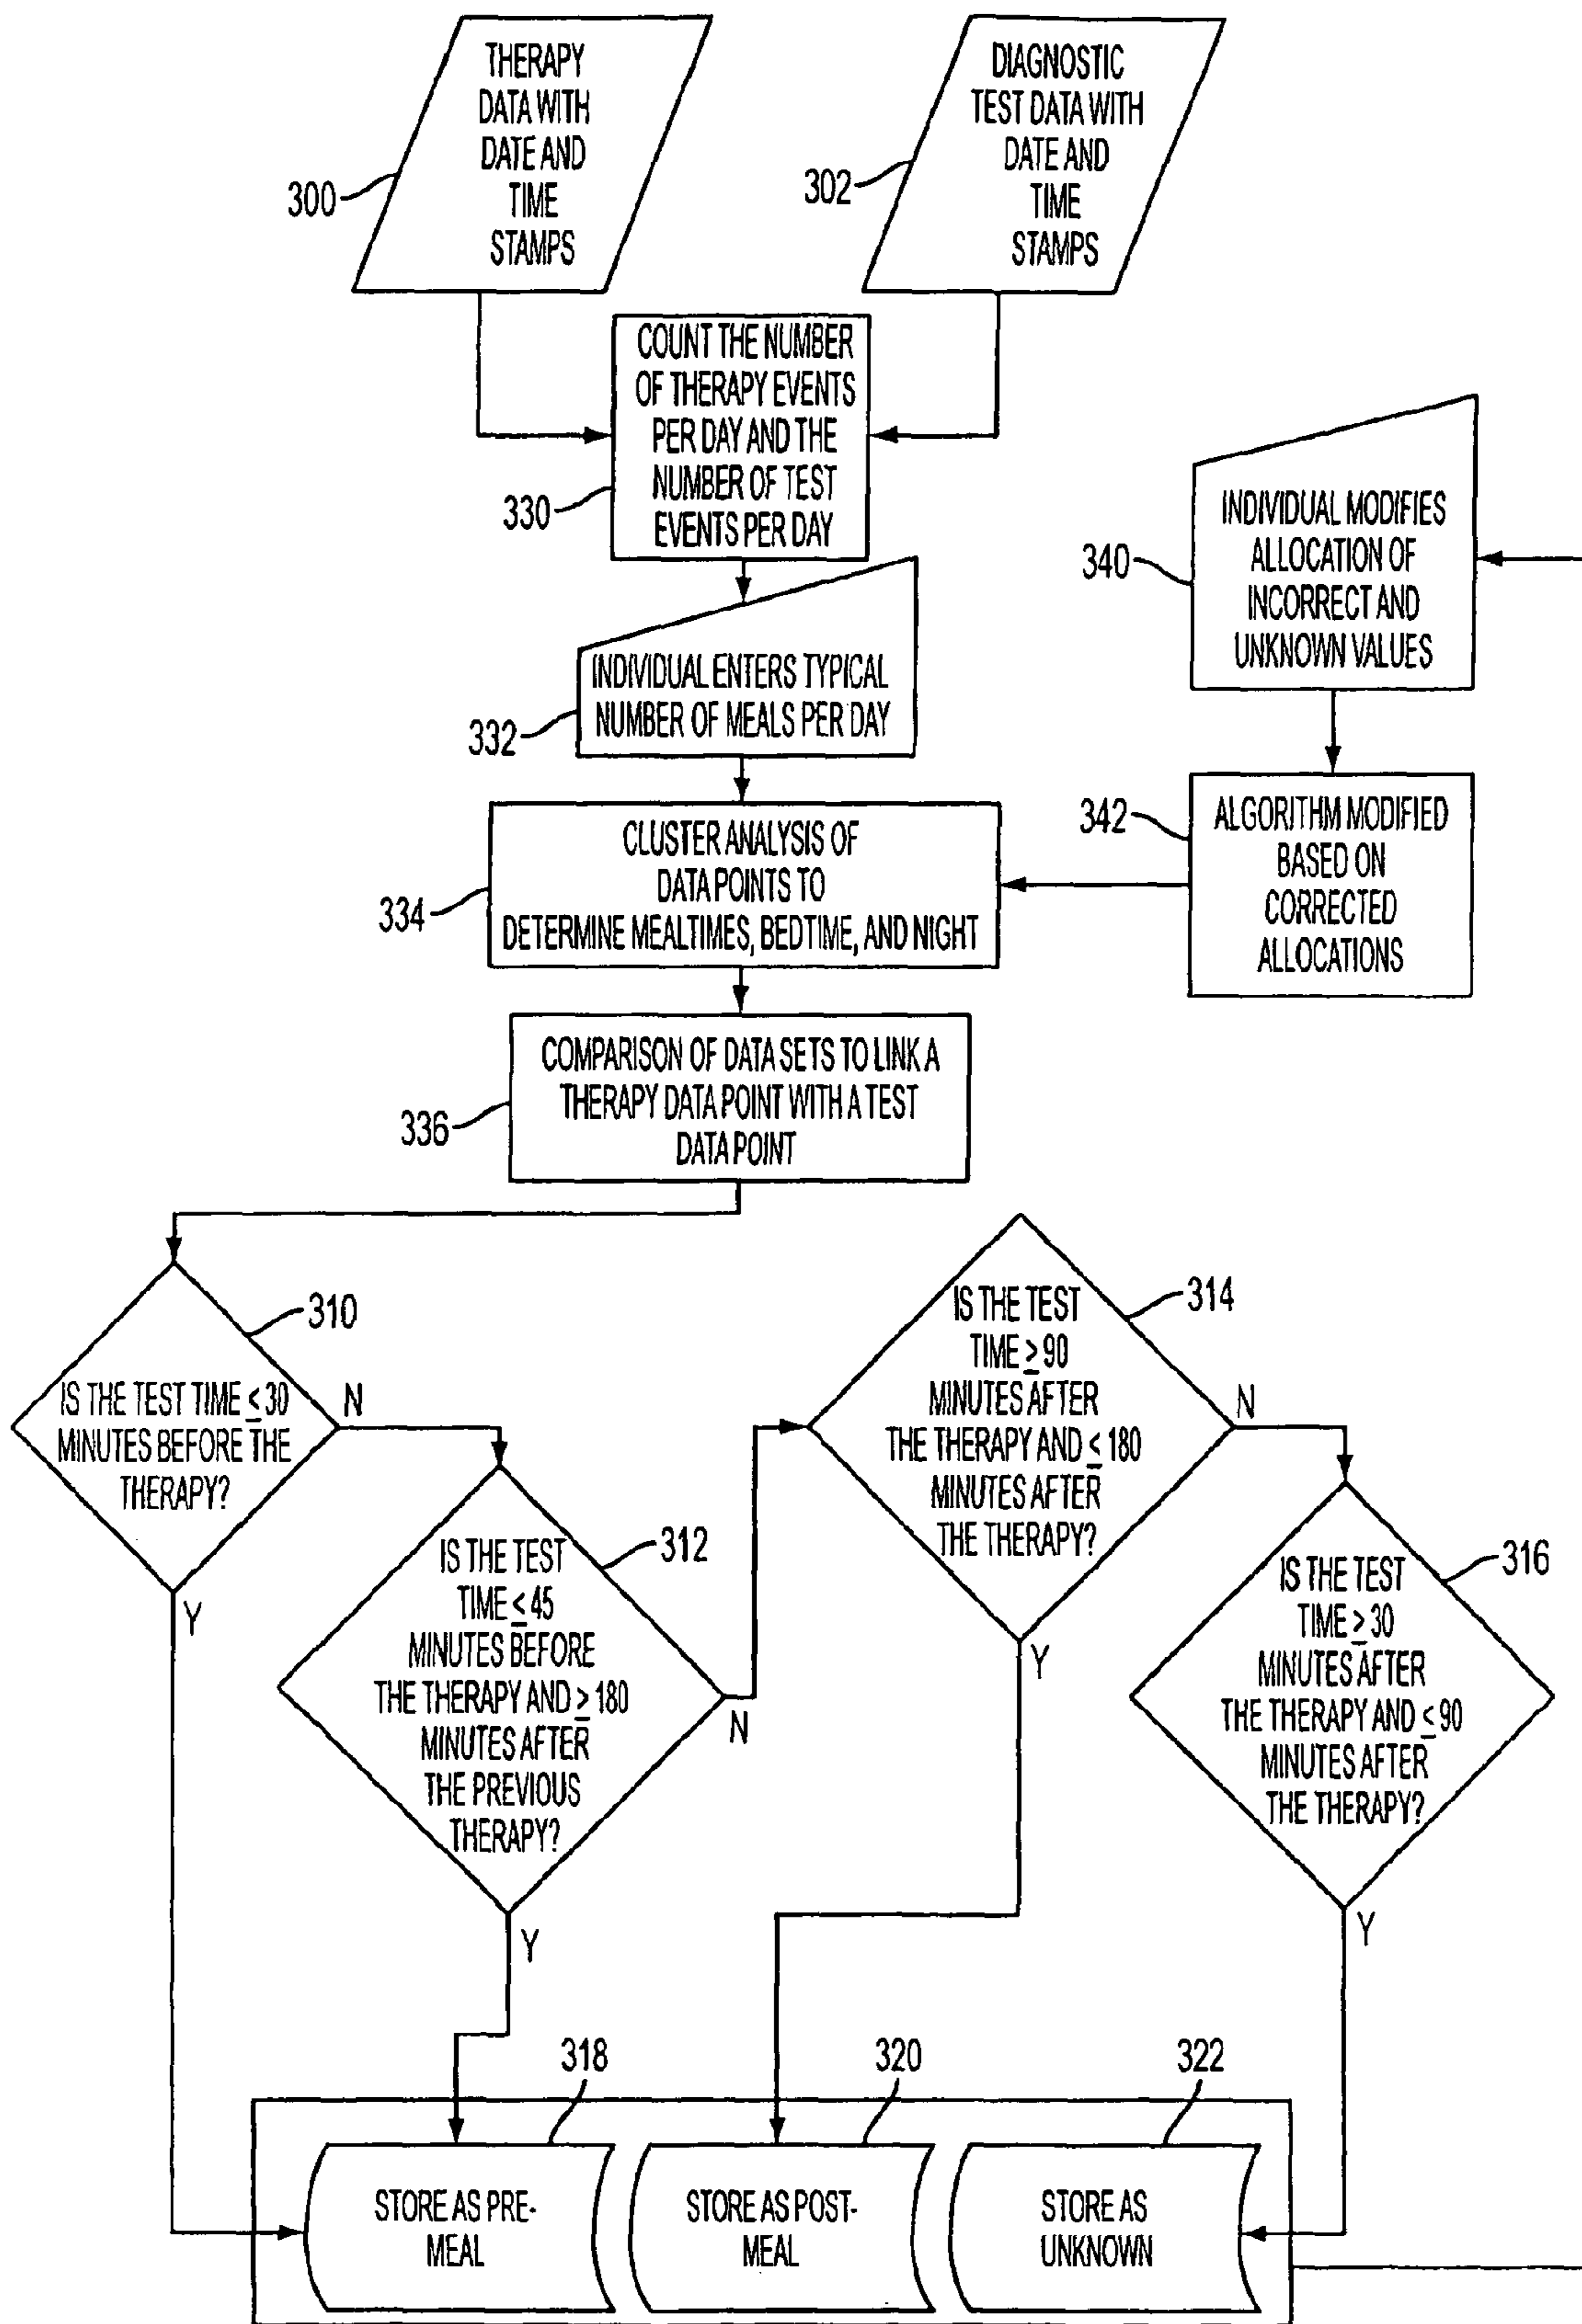 THERAPY
DATA WITH
DATE AND
TIME
STAMPS
300
DIAGNOSTIC
TEST DATA WITH
DATE AND
TIME
STAMPS
302
COUNT THE NUMBER
OF THERAPY EVENTS
PER DAY AND THE
NUMBER OF TEST
EVENTS PER DAY
330
INDIVIDUAL MODIFIES
ALLOCATION OF
INCORRECT AND
UNKNOWN VALUES
340
INDIVIDUAL ENTERS TYPICAL
NUMBER OF MEALS PER DAY
332
CLUSTER ANALYSIS OF
DATA POINTS TO
DETERMINE MEALTIMES, BEDTIME, AND NIGHT
334
ALGORITHM MODIFIED
BASED ON
CORRECTED
ALLOCATIONS
342
COMPARISON OF DATA SETS TO LINK A
THERAPY DATA POINT WITH A TEST
DATA POINT
336
310
IS THE TEST TIME ≤ 30
MINUTES BEFORE THE
THERAPY?
N
Y
312
IS THE TEST
TIME ≤ 45
MINUTES BEFORE
THE THERAPY AND ≥ 180
MINUTES AFTER
THE PREVIOUS
THERAPY?
N
Y
314
IS THE TEST
TIME ≥ 90
MINUTES AFTER
THE THERAPY AND ≤ 180
MINUTES AFTER
THE THERAPY?
N
Y
316
IS THE TEST
TIME ≥ 30
MINUTES AFTER
THE THERAPY AND ≤ 90
MINUTES AFTER
THE THERAPY?
Y
318
STORE AS PRE-
MEAL
320
STORE AS POST-
MEAL
322
STORE AS
UNKNOWN